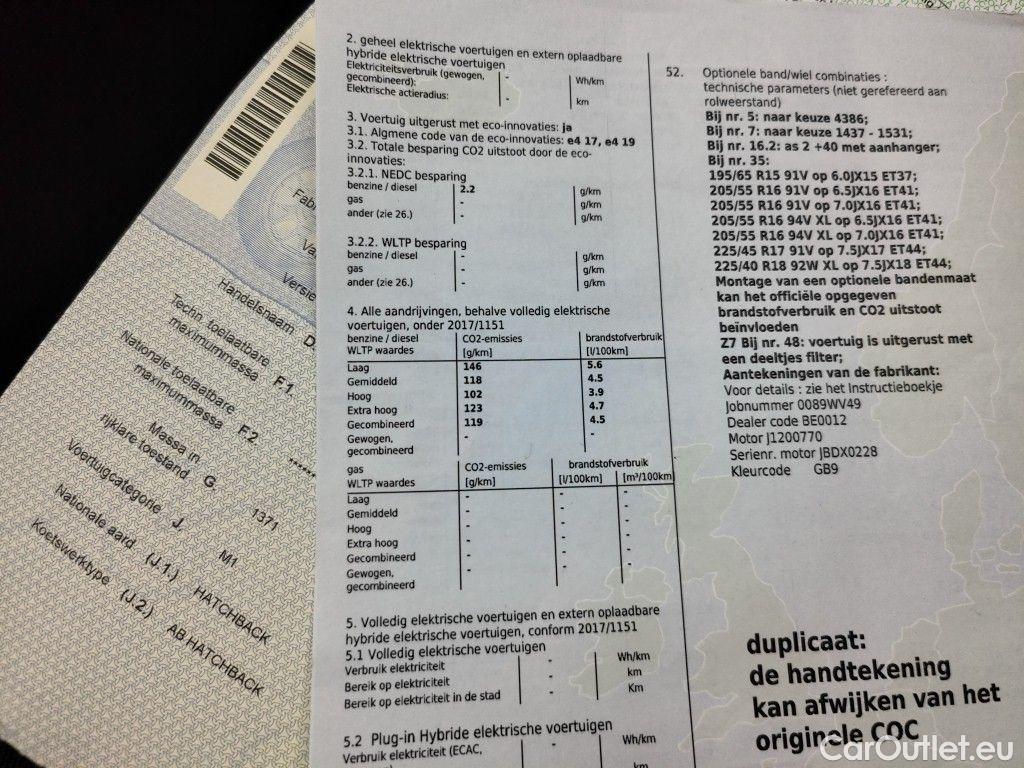 2. geheel elektrische voertuigen en extern oplaadbare
hybride elektrische voertuigen
Elektriciteitsverbruik (gewogen, - Wh/km
gecombineerd):
Elektrische actieradius: - km
3. Voertuig uitgerust met eco-innovaties: ja
3.1. Algmene code van de eco-innovaties: e4 17, e4 19
3.2. Totale besparing CO2 uitstoot door de eco-
innovaties:
3.2.1. NEDC besparing
benzine / diesel 2.2 g/km
gas - g/km
ander (zie 26.) - g/km
3.2.2. WLTP besparing
benzine / diesel - g/km
gas - g/km
ander (zie 26.) - g/km
4. Alle aandrijvingen, behalve volledig elektrische
voertuigen, onder 2017/1151
benzine / diesel CO2-emissies brandstofverbruik
WLTP waardes [g/km] [l/100km]
Laag 146 5.6
Gemiddeld 118 4.5
Hoog 102 3.9
Extra hoog 123 4.7
Gecombineerd 119 4.5
Gewogen, - -
gecombineerd
gas CO2-emissies brandstofverbruik
WLTP waardes [g/km] [l/100km] [m³/100km]
Laag - -
Gemiddeld - - -
Hoog - - -
Extra hoog - - -
Gecombineerd - - -
Gewogen, - - -
gecombineerd
5. Volledig elektrische voertuigen en extern oplaadbare
hybride elektrische voertuigen, conform 2017/1151
5.1 Volledig elektrische voertuigen
Verbruik elektriciteit - Wh/km
Bereik op elektriciteit - km
Bereik op elektriciteit in de stad - Km
5.2 Plug-in Hybride elektrische voertuigen
Verbruik elektriciteit (ECAC, - Wh/km
km
52. Optionele band/wiel combinaties :
technische parameters (niet gerefereerd aan
rolweerstand)
Bij nr. 5: naar keuze 4386;
Bij nr. 7: naar keuze 1437 - 1531;
Bij nr. 16.2: as 2 +40 met aanhanger;
Bij nr. 35:
195/65 R15 91V op 6.0JX15 ET37;
205/55 R16 91V op 6.5JX16 ET41;
205/55 R16 91V op 7.0JX16 ET41;
205/55 R16 94V XL op 6.5JX16 ET41;
205/55 R16 94V XL op 7.0JX16 ET41;
225/45 R17 91V op 7.5JX17 ET44;
225/40 R18 92W XL op 7.5JX18 ET44;
Montage van een optionele bandenmaat
kan het officiële opgegeven
brandstofverbruik en CO2 uitstoot
beïnvloeden
Z7 Bij nr. 48: voertuig is uitgerust met
een deeltjes filter;
Aantekeningen van de fabrikant:
Voor details : zie het Instructieboekje
Jobnummer 0089WV49
Dealer code BE0012
Motor J1200770
Serienr. motor JBDX0228
Kleurcode GB9
duplicaat:
de handtekening
kan afwijken van het
originele COC
Handelsnaam D.
Techn. toelaatbare
maximummassa F.1
Nationale toelaatbare
maximummassa F.2
Massa in
rijklare toestand G 1371
Voertuigcategorie J. M1
Nationale aard (J.1.) HATCHBACK
Koetswerktype (J.2.) AB HATCHBACK
CarOutlet.eu